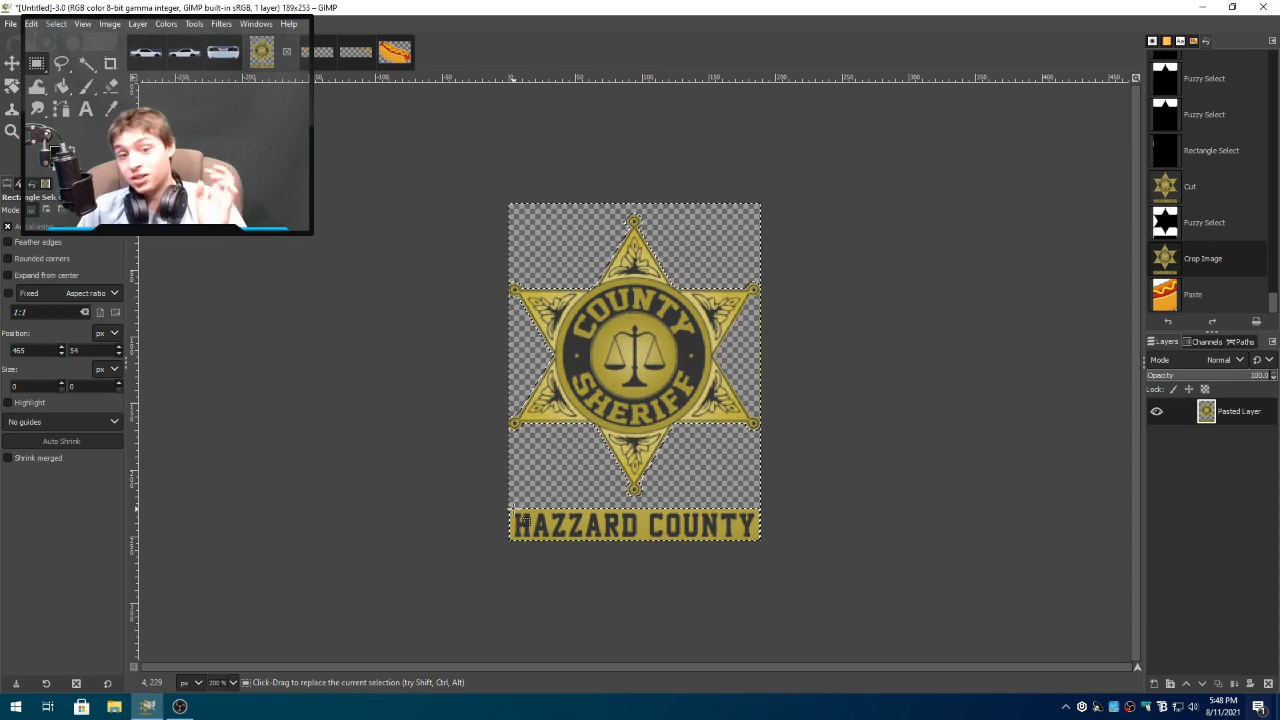 *[Untitled]-3.0 (RGB color 8-bit gamma integer, GIMP built-in sRGB, 1 layer) 189x253 – GIMP
File Edit Select View Image Layer Colors Tools Filters Windows Help
Rectangle Sele
Mode
Feather edges
Rounded corners
Expand from center
Fixed Aspect ratio
1:1
Position: px
465 54
Size: px
0 0
Highlight
No guides
Auto Shrink
Shrink merged
COUNTY
SHERIFF
HAZZARD COUNTY
Fuzzy Select
Fuzzy Select
Rectangle Select
Cut
Fuzzy Select
Crop Image
Paste
Layers Channels Paths
Mode Normal
Opacity 100.0
Lock:
Pasted Layer
4, 229 px 200 % Click-Drag to replace the current selection (try Shift, Ctrl, Alt)
5:48 PM
8/11/2021